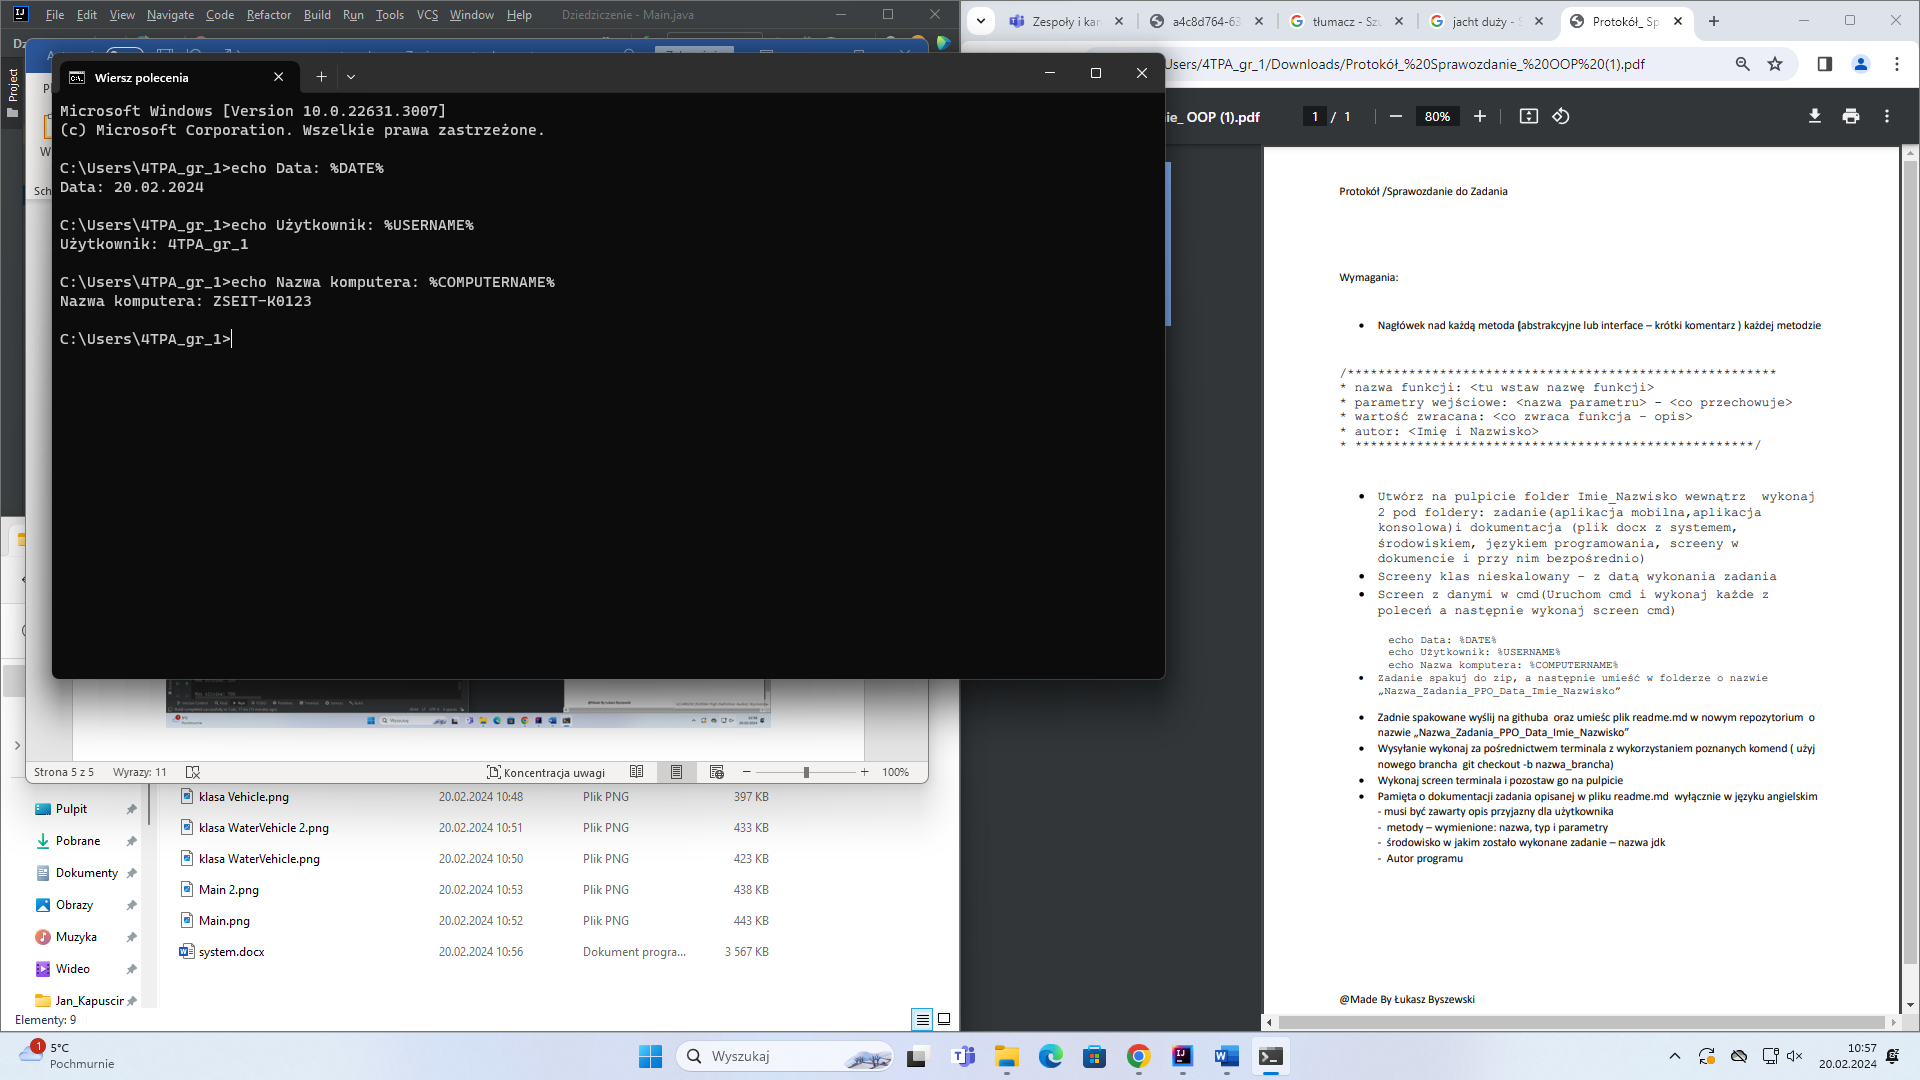 File Edit View Navigate Code Refactor Build Run Tools VCS Window Help Dziedziczenie - Main.java
Project
Wiersz polecenia
Microsoft Windows [Version 10.0.22631.3007]
(c) Microsoft Corporation. Wszelkie prawa zastrzeżone.
C:\Users\4TPA_gr_1>echo Data: %DATE%
Data: 20.02.2024
C:\Users\4TPA_gr_1>echo Użytkownik: %USERNAME%
Użytkownik: 4TPA_gr_1
C:\Users\4TPA_gr_1>echo Nazwa komputera: %COMPUTERNAME%
Nazwa komputera: ZSEIT-K0123
C:\Users\4TPA_gr_1>
Sch
Strona 5 z 5 Wyrazy: 11 Koncentracja uwagi 100%
Pulpit
Pobrane
Dokumenty
Obrazy
Muzyka
Wideo
Jan_Kapuscir
klasa Vehicle.png 20.02.2024 10:48 Plik PNG 397 KB
klasa WaterVehicle 2.png 20.02.2024 10:51 Plik PNG 433 KB
klasa WaterVehicle.png 20.02.2024 10:50 Plik PNG 423 KB
Main 2.png 20.02.2024 10:53 Plik PNG 438 KB
Main.png 20.02.2024 10:52 Plik PNG 443 KB
system.docx 20.02.2024 10:56 Dokument progra... 3 567 KB
Elementy: 9
Zespoły i kan a4c8d764-63 tłumacz - Szu jacht duży - S Protokół_ Sp
sers/4TPA_gr_1/Downloads/Protokół_%20Sprawozdanie_%20OOP%20(1).pdf
ie_ OOP (1).pdf 1 / 1 80%
Protokół /Sprawozdanie do Zadania
Wymagania:
• Nagłówek nad każdą metoda (abstrakcyjne lub interface – krótki komentarz ) każdej metodzie
/********************************************************
* nazwa funkcji: <tu wstaw nazwę funkcji>
* parametry wejściowe: <nazwa parametru> – <co przechowuje>
* wartość zwracana: <co zwraca funkcja – opis>
* autor: <Imię i Nazwisko>
* ****************************************************/
• Utwórz na pulpicie folder Imie_Nazwisko wewnątrz wykonaj
2 pod foldery: zadanie(aplikacja mobilna,aplikacja
konsolowa)i dokumentacja (plik docx z systemem,
środowiskiem, językiem programowania, screeny w
dokumencie i przy nim bezpośrednio)
• Screeny klas nieskalowany – z datą wykonania zadania
• Screen z danymi w cmd(Uruchom cmd i wykonaj każde z
poleceń a następnie wykonaj screen cmd)
echo Data: %DATE%
echo Użytkownik: %USERNAME%
echo Nazwa komputera: %COMPUTERNAME%
• Zadanie spakuj do zip, a następnie umieść w folderze o nazwie
„Nazwa_Zadania_PPO_Data_Imie_Nazwisko”
• Zadnie spakowane wyślij na githuba oraz umieśc plik readme.md w nowym repozytorium o
nazwie „Nazwa_Zadania_PPO_Data_Imie_Nazwisko”
• Wysyłanie wykonaj za pośrednictwem terminala z wykorzystaniem poznanych komend ( użyj
nowego brancha git checkout -b nazwa_brancha)
• Wykonaj screen terminala i pozostaw go na pulpicie
• Pamięta o dokumentacji zadania opisanej w pliku readme.md wyłącznie w języku angielskim
- musi być zawarty opis przyjazny dla użytkownika
- metody – wymienione: nazwa, typ i parametry
- środowisko w jakim zostało wykonane zadanie – nazwa jdk
- Autor programu
@Made By Łukasz Byszewski
1
5°C
Pochmurnie
Wyszukaj
10:57
20.02.2024